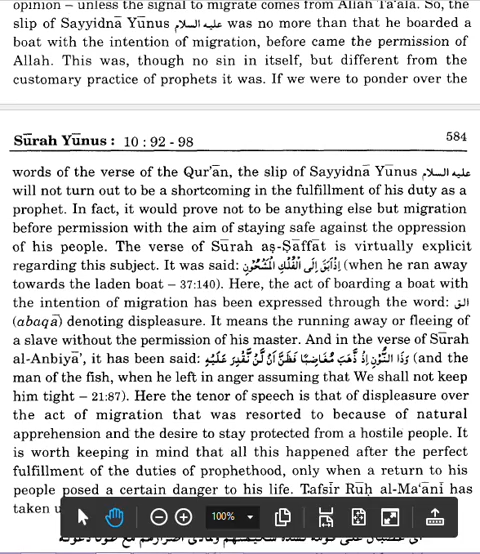 opinion – unless the signal to migrate comes from Allah Ta'ala. So, the
slip of Sayyidnā Yūnus عليه السلام was no more than that he boarded a
boat with the intention of migration, before came the permission of
Allah. This was, though no sin in itself, but different from the
customary practice of prophets it was. If we were to ponder over the
Sūrah Yūnus : 10 : 92 - 98
584
words of the verse of the Qur'ān, the slip of Sayyidnā Yūnus عليه السلام
will not turn out to be a shortcoming in the fulfillment of his duty as a
prophet. In fact, it would prove not to be anything else but migration
before permission with the aim of staying safe against the oppression
of his people. The verse of Sūrah aṣ-Ṣāffāt is virtually explicit
regarding this subject. It was said: إِذْ أَبَقَ إِلَى الْفُلْكِ الْمَشْحُونِ (when he ran away
towards the laden boat – 37:140). Here, the act of boarding a boat with
the intention of migration has been expressed through the word:
(abaqā) denoting displeasure. It means the running away or fleeing of
a slave without the permission of his master. And in the verse of Sūrah
al-Anbiyā', it has been said: وَذَا النُّونِ إِذْ ذَهَبَ مُغَاضِبًا فَظَنَّ أَنْ لَنْ نَقْدِرَ عَلَيْهِ (and the
man of the fish, when he left in anger assuming that We shall not keep
him tight – 21:87). Here the tenor of speech is that of displeasure over
the act of migration that was resorted to because of natural
apprehension and the desire to stay protected from a hostile people. It
is worth keeping in mind that all this happened after the perfect
fulfillment of the duties of prophethood, only when a return to his
people posed a certain danger to his life. Tafsīr Rūḥ al-Ma'ānī has
taken
100%